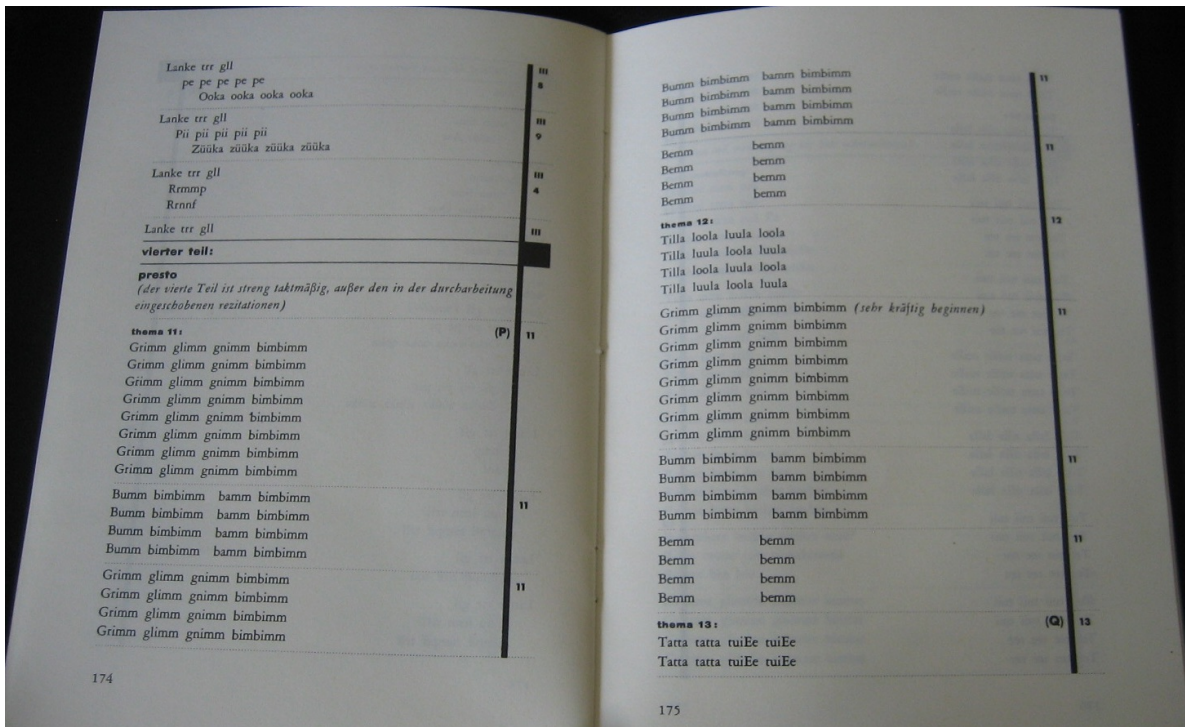 Lanke trr gll III
pe pe pe pe pe 8
Ooka ooka ooka ooka
Lanke trr gll III
Pii pii pii pii pii 9
Züüka züüka züüka züüka
Lanke trr gll III
Rrmmp 4
Rrnnf
Lanke trr gll III
vierter teil:
presto
(der vierte Teil ist streng taktmäßig, außer den in der durcharbeitung
eingeschobenen rezitationen)
thema 11: (P) 11
Grimm glimm gnimm bimbimm
Grimm glimm gnimm bimbimm
Grimm glimm gnimm bimbimm
Grimm glimm gnimm bimbimm
Grimm glimm gnimm bimbimm
Grimm glimm gnimm bimbimm
Grimm glimm gnimm bimbimm
Grimm glimm gnimm bimbimm
Bumm bimbimm bamm bimbimm 11
Bumm bimbimm bamm bimbimm
Bumm bimbimm bamm bimbimm
Bumm bimbimm bamm bimbimm
Grimm glimm gnimm bimbimm 11
Grimm glimm gnimm bimbimm
Grimm glimm gnimm bimbimm
Grimm glimm gnimm bimbimm
174
Bumm bimbimm bamm bimbimm 11
Bumm bimbimm bamm bimbimm
Bumm bimbimm bamm bimbimm
Bumm bimbimm bamm bimbimm
Bemm bemm 11
Bemm bemm
Bemm bemm
Bemm bemm
thema 12: 12
Tilla loola luula loola
Tilla luula loola luula
Tilla loola luula loola
Tilla luula loola luula
Grimm glimm gnimm bimbimm (sehr kräftig beginnen) 11
Grimm glimm gnimm bimbimm
Grimm glimm gnimm bimbimm
Grimm glimm gnimm bimbimm
Grimm glimm gnimm bimbimm
Grimm glimm gnimm bimbimm
Grimm glimm gnimm bimbimm
Grimm glimm gnimm bimbimm
Bumm bimbimm bamm bimbimm 11
Bumm bimbimm bamm bimbimm
Bumm bimbimm bamm bimbimm
Bumm bimbimm bamm bimbimm
Bemm bemm 11
Bemm bemm
Bemm bemm
Bemm bemm
thema 13: (Q) 13
Tatta tatta tuiEe tuiEe
Tatta tatta tuiEe tuiEe
175